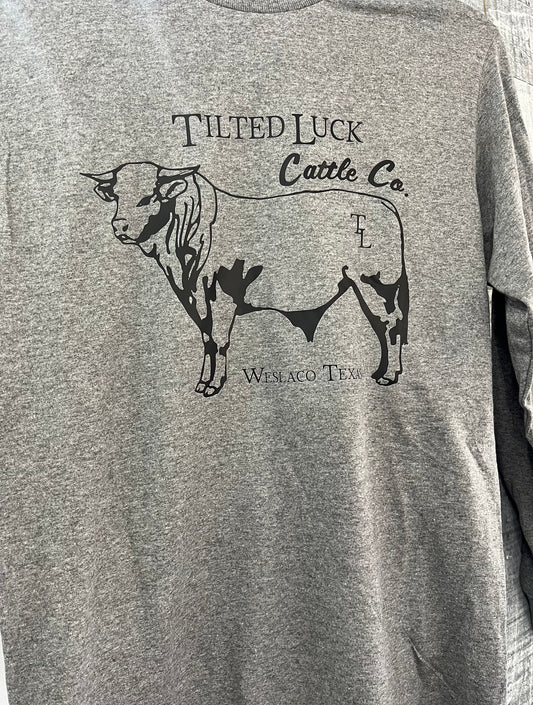 TILTED LUCK
Cattle Co.
TL
WESLACO TEXAS